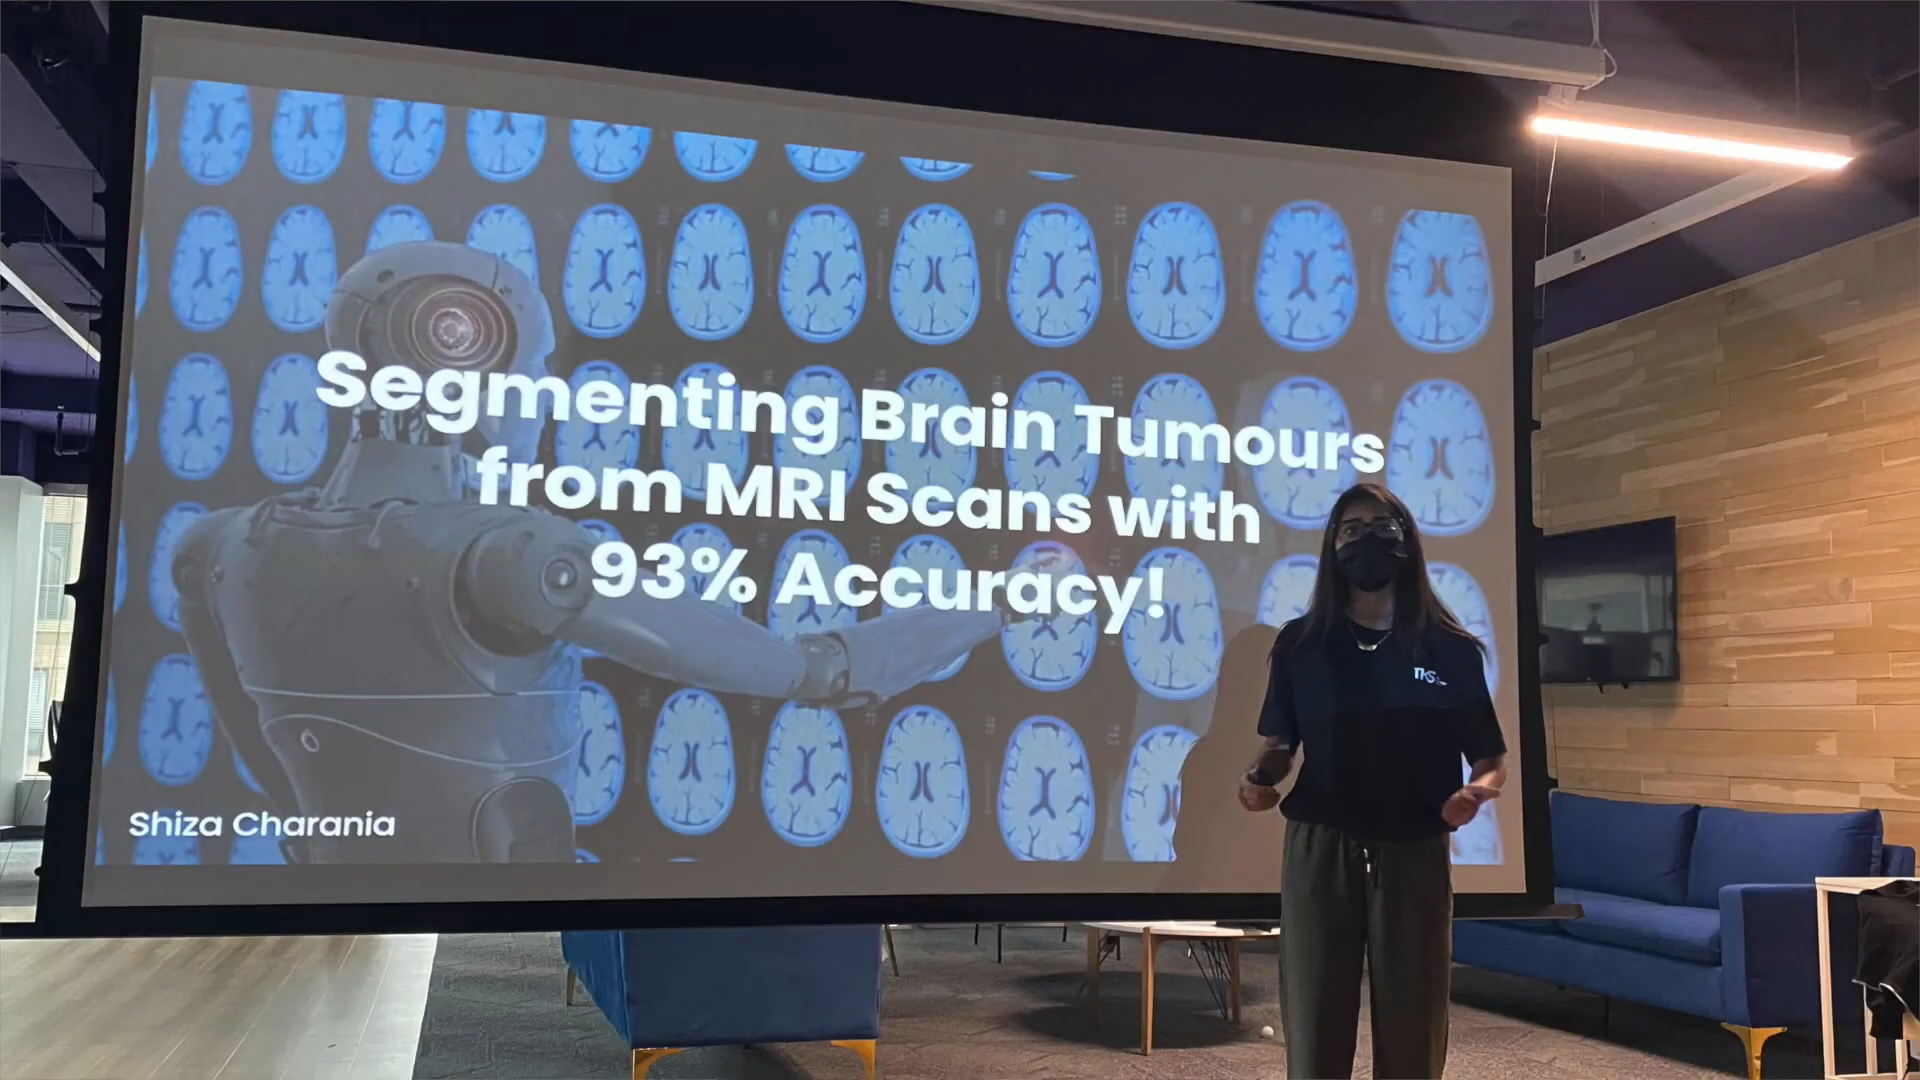 Segmenting Brain Tumours
from MRI Scans with
93% Accuracy!
Shiza Charania
TKS